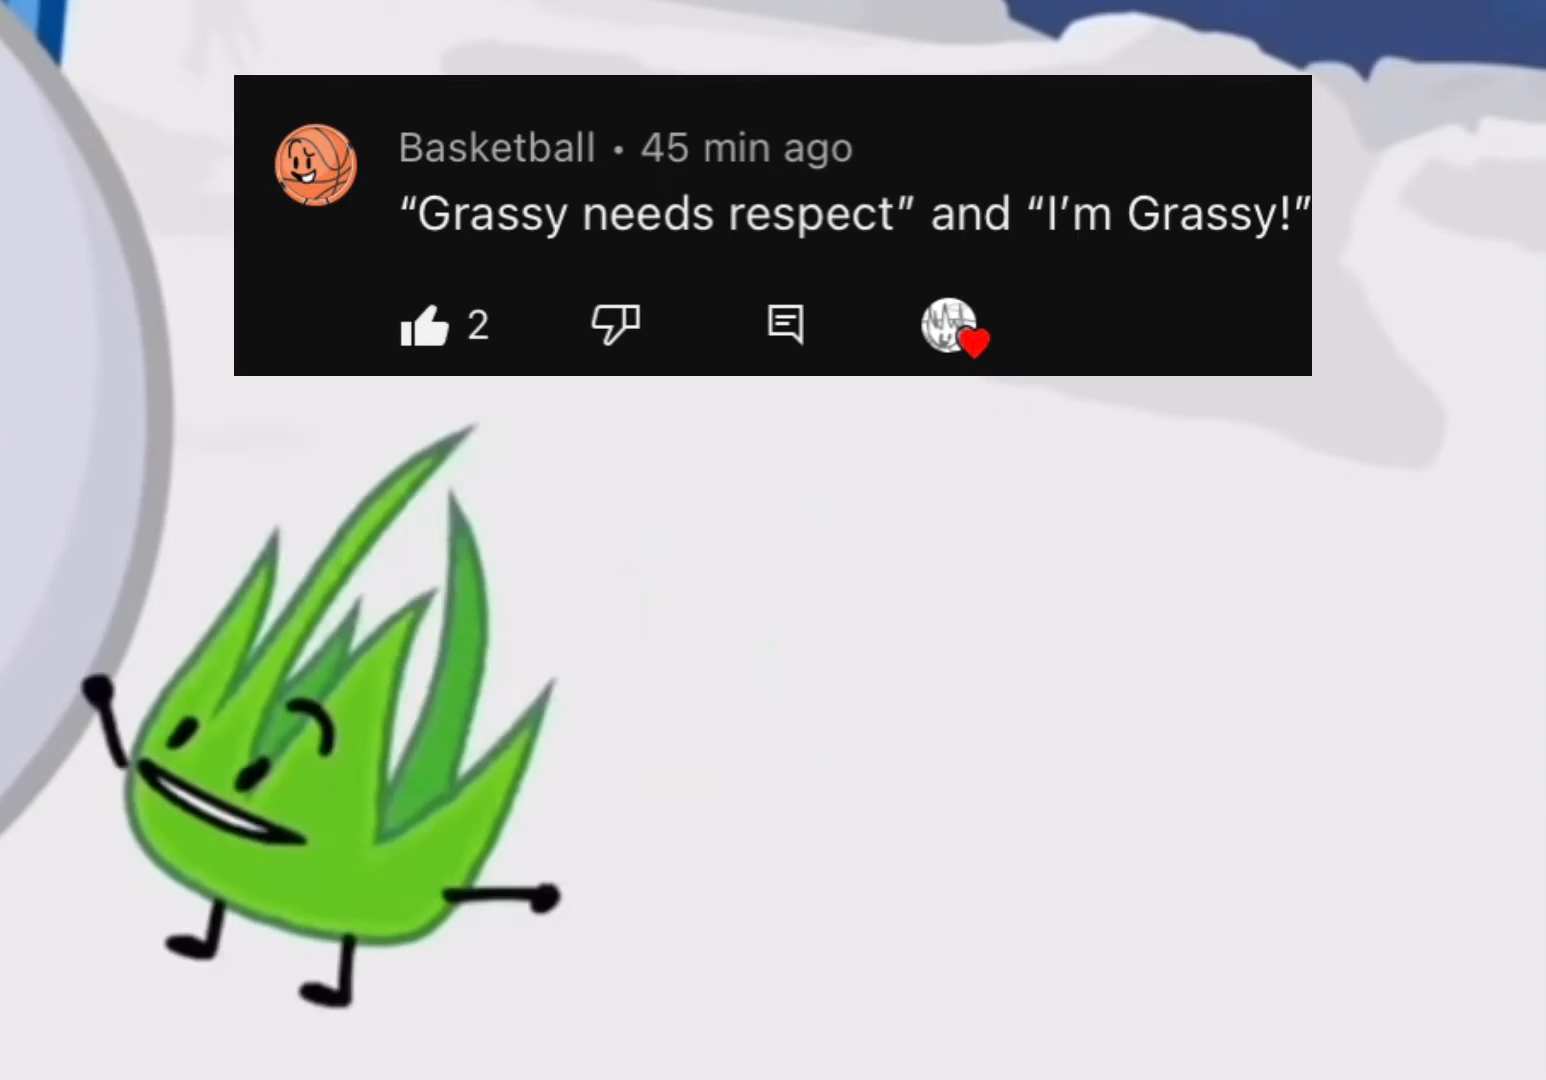 Basketball • 45 min ago
“Grassy needs respect” and “I’m Grassy!”
2